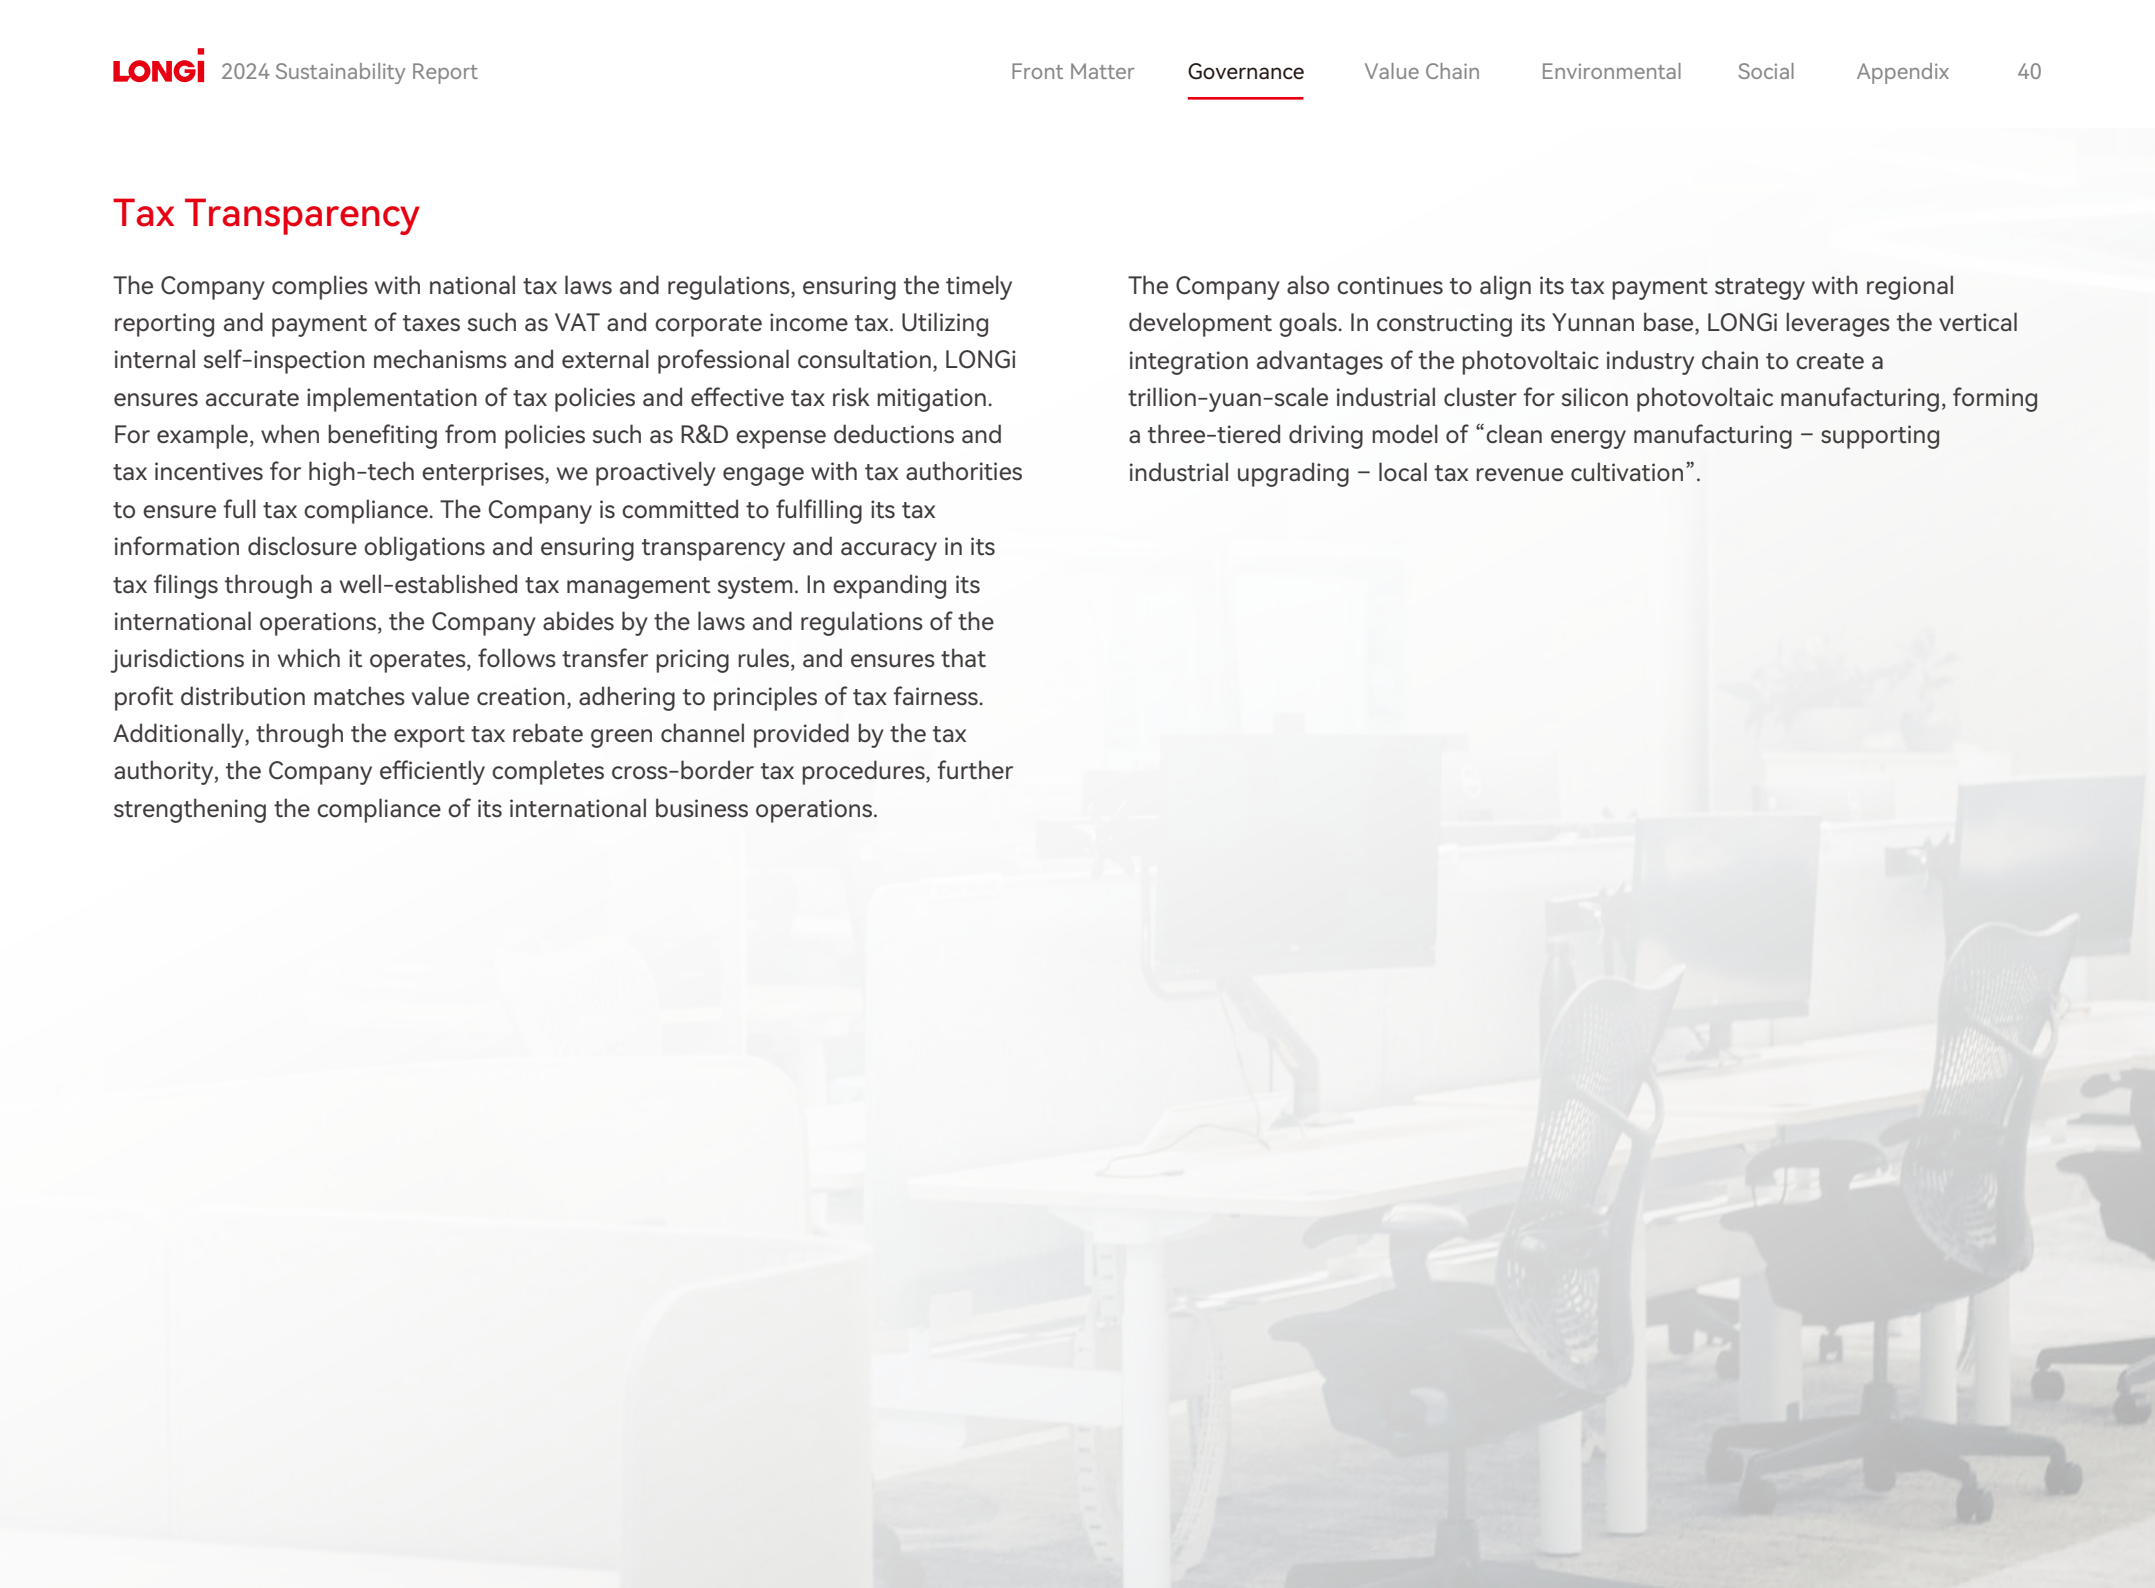 LONGi 2024 Sustainability Report
Front Matter Governance Value Chain Environmental Social Appendix 40
Tax Transparency
The Company complies with national tax laws and regulations, ensuring the timely
reporting and payment of taxes such as VAT and corporate income tax. Utilizing
internal self-inspection mechanisms and external professional consultation, LONGi
ensures accurate implementation of tax policies and effective tax risk mitigation.
For example, when benefiting from policies such as R&D expense deductions and
tax incentives for high-tech enterprises, we proactively engage with tax authorities
to ensure full tax compliance. The Company is committed to fulfilling its tax
information disclosure obligations and ensuring transparency and accuracy in its
tax filings through a well-established tax management system. In expanding its
international operations, the Company abides by the laws and regulations of the
jurisdictions in which it operates, follows transfer pricing rules, and ensures that
profit distribution matches value creation, adhering to principles of tax fairness.
Additionally, through the export tax rebate green channel provided by the tax
authority, the Company efficiently completes cross-border tax procedures, further
strengthening the compliance of its international business operations.
The Company also continues to align its tax payment strategy with regional
development goals. In constructing its Yunnan base, LONGi leverages the vertical
integration advantages of the photovoltaic industry chain to create a
trillion-yuan-scale industrial cluster for silicon photovoltaic manufacturing, forming
a three-tiered driving model of “clean energy manufacturing – supporting
industrial upgrading – local tax revenue cultivation”.